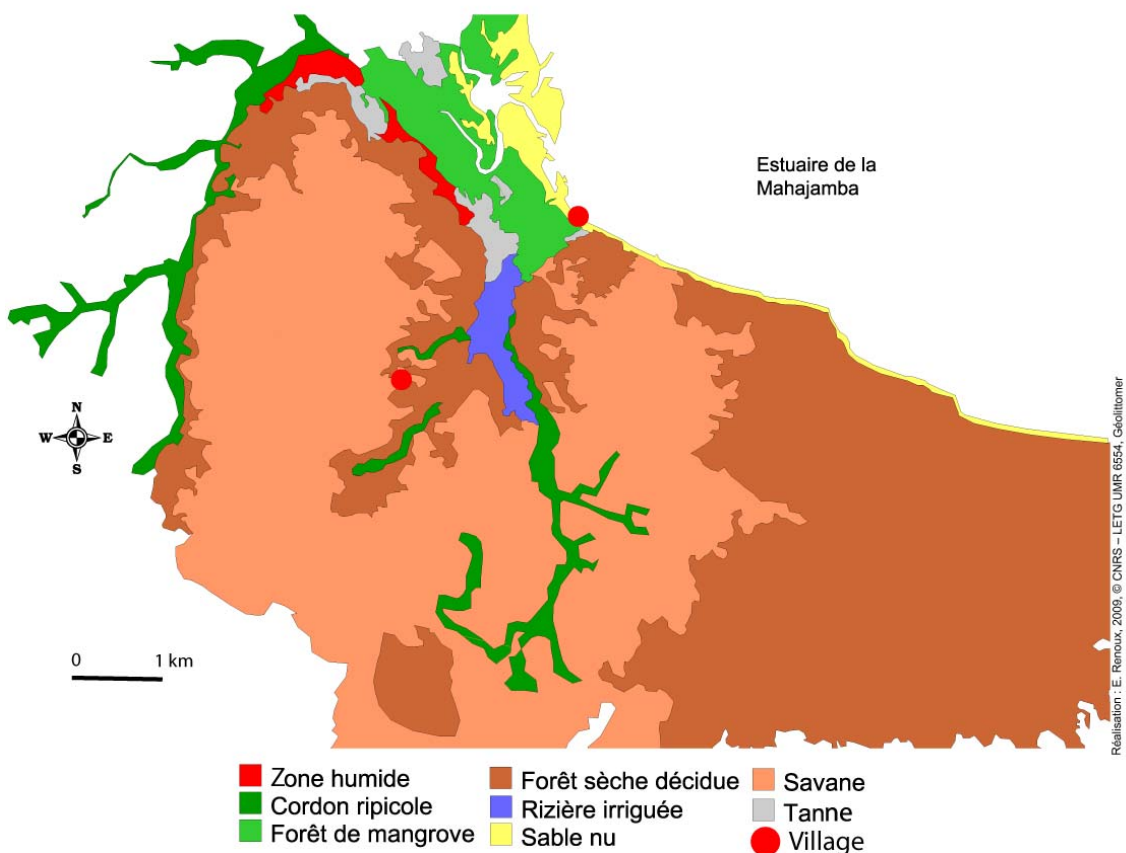 Estuaire de la
Mahajamba
N
W E
S
0 1 km
Réalisation : E. Renoux, 2009, © CNRS – LETG UMR 6554, Géolittomer
Zone humide
Cordon ripicole
Forêt de mangrove
Forêt sèche décidue
Rizière irriguée
Sable nu
Savane
Tanne
Village